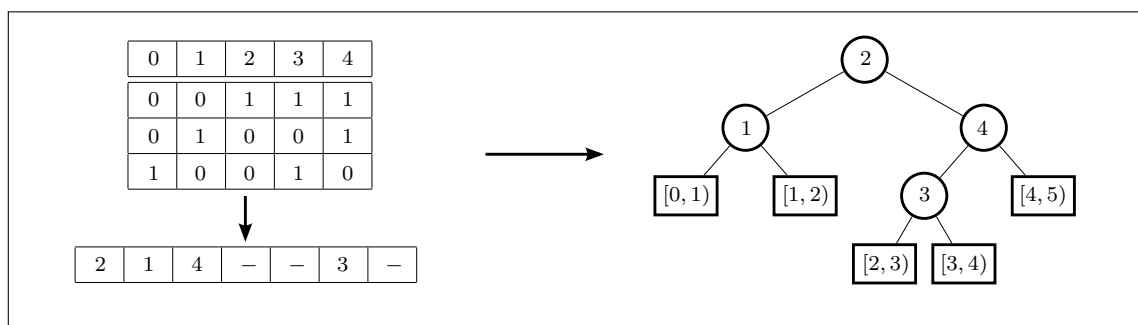 0 1 2 3 4
0 0 1 1 1
0 1 0 0 1
1 0 0 1 0
2 1 4 − − 3 −
2
1 4
[0, 1) [1, 2) 3 [4, 5)
[2, 3) [3, 4)